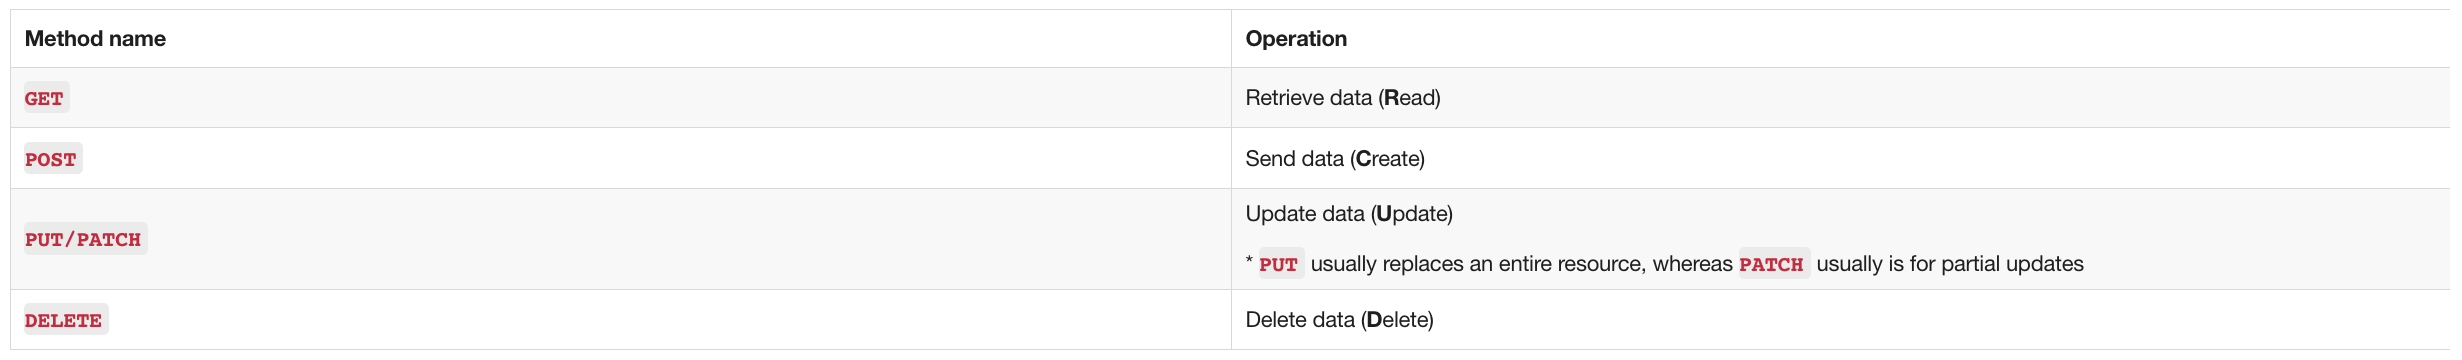 Method name Operation
GET Retrieve data (Read)
POST Send data (Create)
PUT/PATCH Update data (Update)
* PUT usually replaces an entire resource, whereas PATCH usually is for partial updates
DELETE Delete data (Delete)